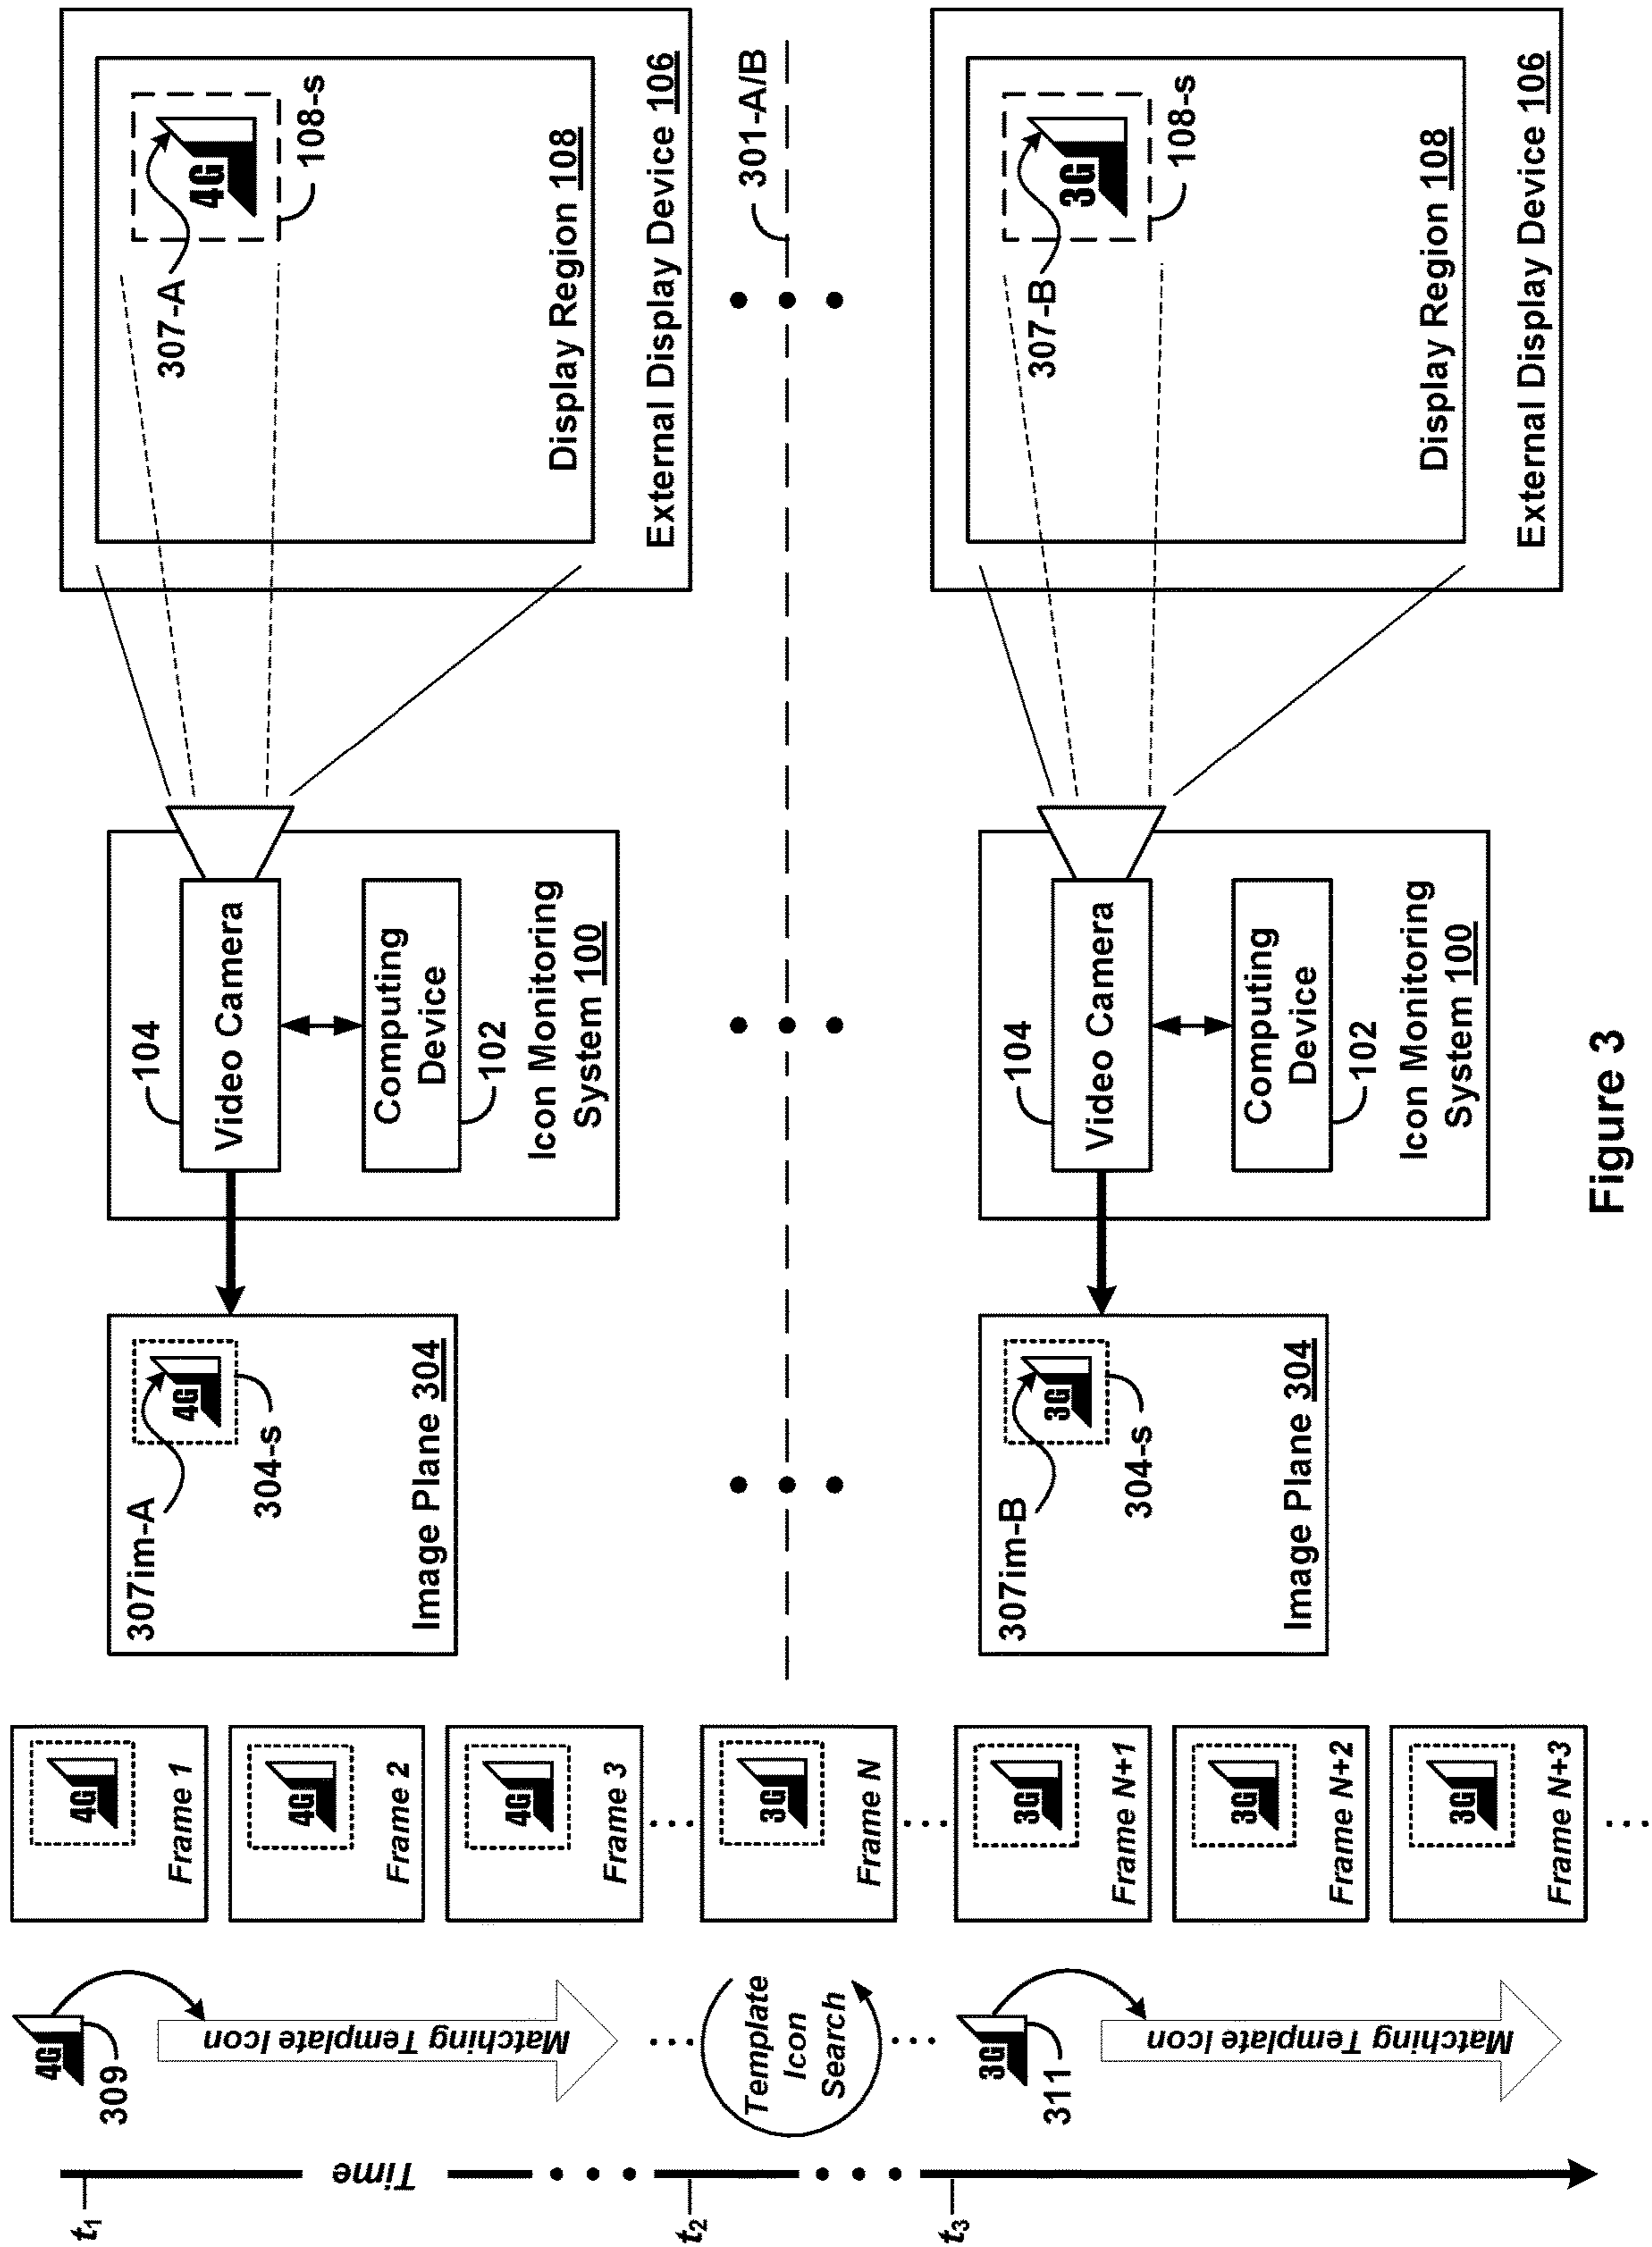 t1
t2
t3
Time
309
4G
Matching Template Icon
Template
Icon
Search
311
3G
Matching Template Icon
4G
Frame 1
4G
Frame 2
4G
Frame 3
3G
Frame N
3G
Frame N+1
3G
Frame N+2
3G
Frame N+3
307im-A
4G
304-s
Image Plane 304
104
Video Camera
Computing
Device
102
Icon Monitoring
System 100
307-A
4G
108-s
Display Region 108
External Display Device 106
301-A/B
307im-B
3G
304-s
Image Plane 304
104
Video Camera
Computing
Device
102
Icon Monitoring
System 100
307-B
3G
108-s
Display Region 108
External Display Device 106
Figure 3